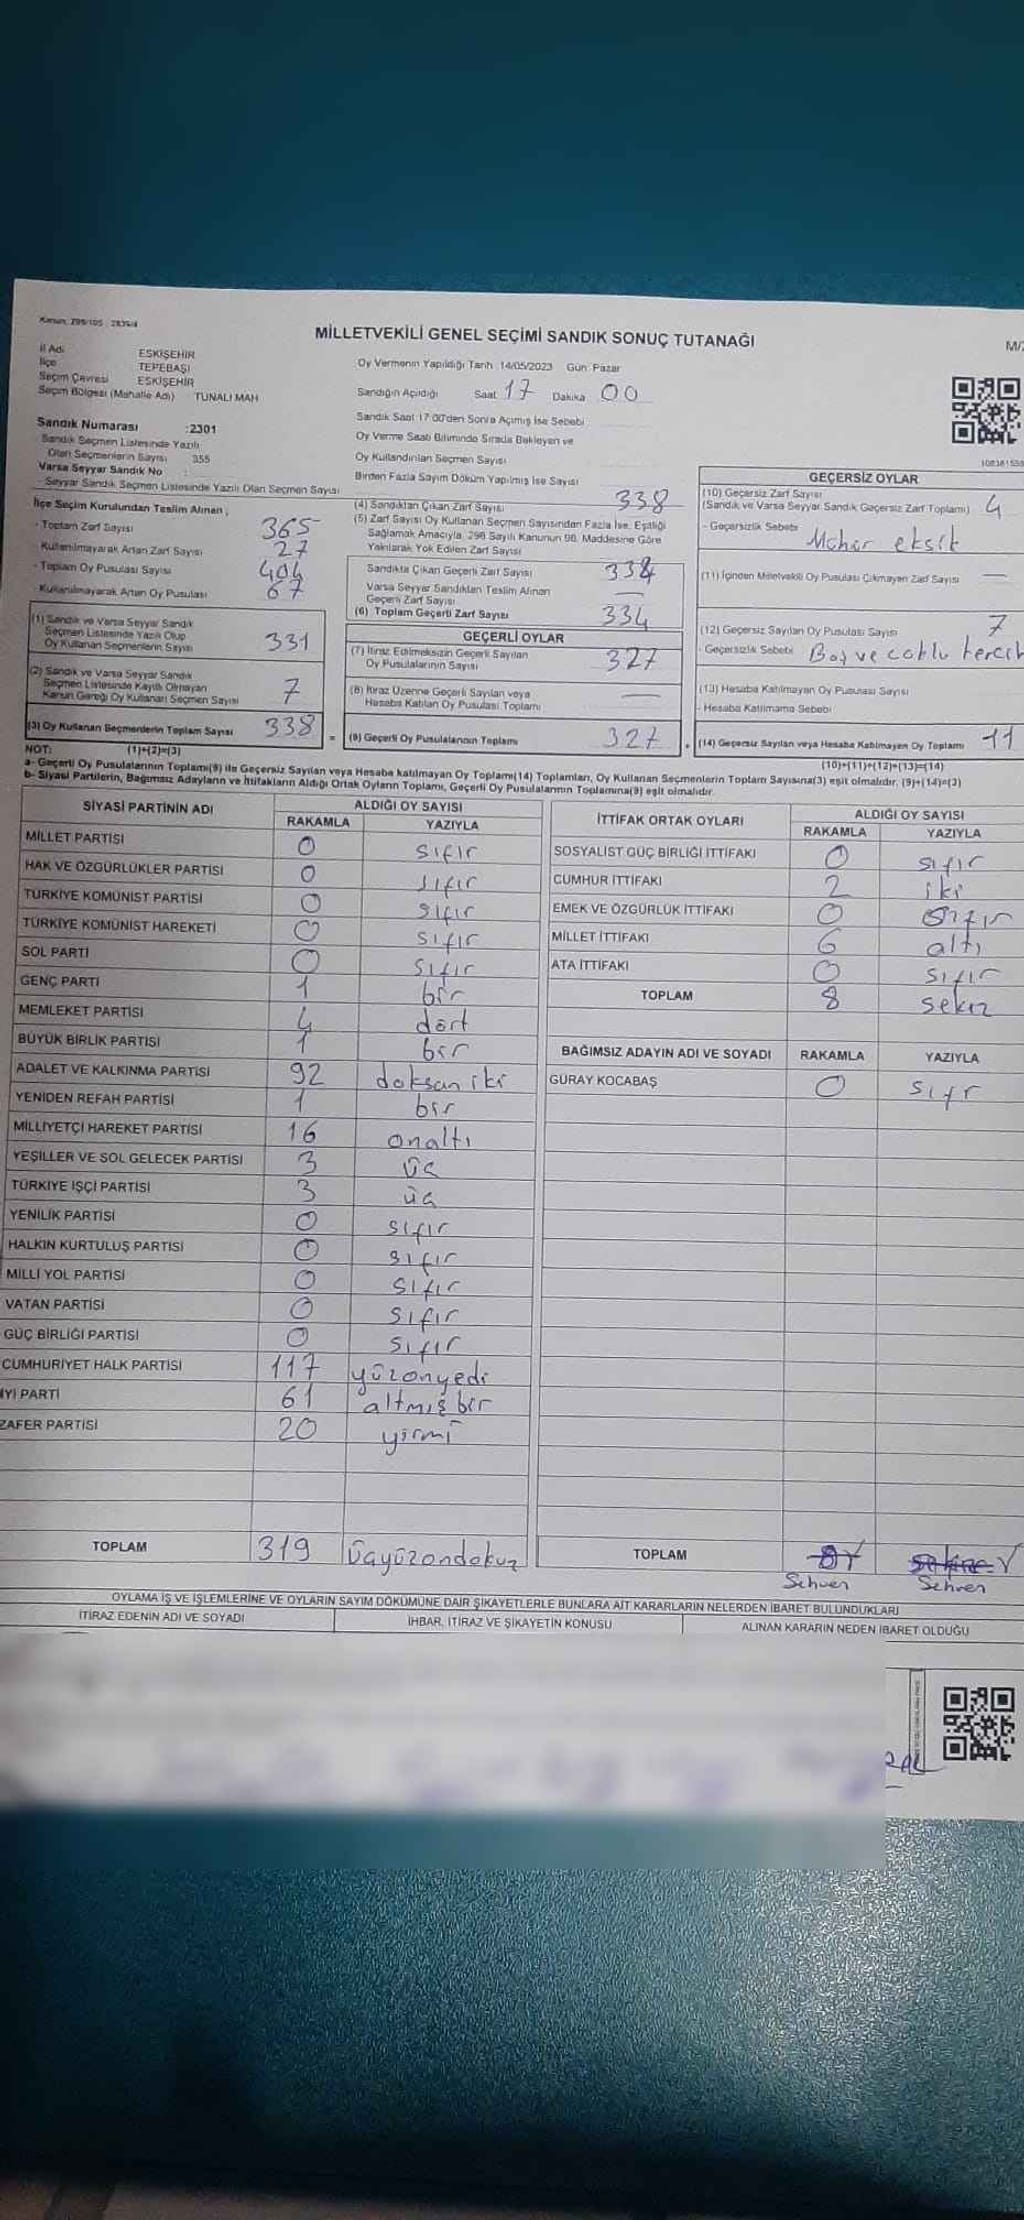 Kanun: 298/105 : 2839/4
MİLLETVEKİLİ GENEL SEÇİMİ SANDIK SONUÇ TUTANAĞI
İl Adı ESKİŞEHİR
İlçe TEPEBAŞI
Seçim Çevresi ESKİŞEHİR
Seçim Bölgesi (Mahalle Adı) TUNALI MAH
Oy Vermenin Yapıldığı Tarih :14/05/2023 Gün: Pazar
Sandığın Açıldığı Saat 17 Dakika 00
Sandık Saat 17:00'den Sonra Açımış İse Sebebi
Oy Verme Saati Bitiminde Sırada Bekleyen ve
Oy Kullandırılan Seçmen Sayısı
Birden Fazla Sayım Döküm Yapılmış İse Sayısı
Sandık Numarası :2301
Sandık Seçmen Listesinde Yazılı
Olan Seçmenlerin Sayısı 355
Varsa Seyyar Sandık No :
Seyyar Sandık Seçmen Listesinde Yazılı Olan Seçmen Sayısı
İlçe Seçim Kurulundan Teslim Alınan ;
- Toplam Zarf Sayısı 365
- Kullanılmayarak Artan Zarf Sayısı 27
- Toplam Oy Pusulası Sayısı 404
- Kullanılmayarak Artan Oy Pusulası 67
(1) Sandık ve Varsa Seyyar Sandık
Seçmen Listesinde Yazılı Olup
Oy Kullanan Seçmenlerin Sayısı 331
(2) Sandık ve Varsa Seyyar Sandık
Seçmen Listesinde Kayıtlı Olmayan
Kanun Gereği Oy Kullanan Seçmen Sayısı 7
(3) Oy Kullanan Seçmenlerin Toplam Sayısı 338
(4) Sandıktan Çıkan Zarf Sayısı 338
(5) Zarf Sayısı Oy Kullanan Seçmen Sayısından Fazla İse, Eşitliği
Sağlamak Amacıyla, 298 Sayılı Kanunun 98. Maddesine Göre
Yakılarak Yok Edilen Zarf Sayısı
Sandıkta Çıkan Geçerli Zarf Sayısı 334
Varsa Seyyar Sandıktan Teslim Alınan
Geçerli Zarf Sayısı —
(6) Toplam Geçerli Zarf Sayısı 334
GEÇERLİ OYLAR
(7) İtiraz Edilmeksizin Geçerli Sayılan
Oy Pusulalarının Sayısı 327
(8) İtiraz Üzerine Geçerli Sayılan veya
Hesaba Katılan Oy Pusulası Toplamı —
= (9) Geçerli Oy Pusulalarının Toplamı 327
GEÇERSİZ OYLAR
(10) Geçersiz Zarf Sayısı
(Sandık ve Varsa Seyyar Sandık Geçersiz Zarf Toplamı) 4
- Geçersizlik Sebebi Mühür eksik
(11) İçinden Milletvekili Oy Pusulası Çıkmayan Zarf Sayısı —
(12) Geçersiz Sayılan Oy Pusulası Sayısı 7
- Geçersizlik Sebebi Boş ve çoklu tercih
(13) Hesaba Katılmayan Oy Pusulası Sayısı
- Hesaba Katılmama Sebebi
+ (14) Geçersiz Sayılan veya Hesaba Katılmayan Oy Toplamı 11
NOT: (1)+(2)=(3) (10)+(11)+(12)+(13)=(14)
a- Geçerli Oy Pusulalarının Toplamı(9) ile Geçersiz Sayılan veya Hesaba katılmayan Oy Toplamı(14) Toplamları, Oy Kullanan Seçmenlerin Toplam Sayısına(3) eşit olmalıdır, (9)+(14)=(3)
b- Siyasi Partilerin, Bağımsız Adayların ve İttifakların Aldığı Ortak Oyların Toplamı, Geçerli Oy Pusulalarının Toplamına(9) eşit olmalıdır.
SİYASİ PARTİNİN ADI ALDIĞI OY SAYISI
RAKAMLA YAZIYLA
MİLLET PARTİSİ 0 sıfır
HAK VE ÖZGÜRLÜKLER PARTİSİ 0 sıfır
TÜRKİYE KOMÜNİST PARTİSİ 0 sıfır
TÜRKİYE KOMÜNİST HAREKETİ 0 sıfır
SOL PARTİ 0 sıfır
GENÇ PARTİ 1 bir
MEMLEKET PARTİSİ 4 dört
BÜYÜK BİRLİK PARTİSİ 1 bir
ADALET VE KALKINMA PARTİSİ 92 doksan iki
YENİDEN REFAH PARTİSİ 1 bir
MİLLİYETÇİ HAREKET PARTİSİ 16 onaltı
YEŞİLLER VE SOL GELECEK PARTİSİ 3 üç
TÜRKİYE İŞÇİ PARTİSİ 3 üç
YENİLİK PARTİSİ 0 sıfır
HALKIN KURTULUŞ PARTİSİ 0 sıfır
MİLLİ YOL PARTİSİ 0 sıfır
VATAN PARTİSİ 0 sıfır
GÜÇ BİRLİĞİ PARTİSİ 0 sıfır
CUMHURİYET HALK PARTİSİ 117 yüzonyedi
İYİ PARTİ 61 altmış bir
ZAFER PARTİSİ 20 yirmi
TOPLAM 319 üçyüzondokuz
İTTİFAK ORTAK OYLARI ALDIĞI OY SAYISI
RAKAMLA YAZIYLA
SOSYALİST GÜÇ BİRLİĞİ İTTİFAKI 0 sıfır
CUMHUR İTTİFAKI 2 iki
EMEK VE ÖZGÜRLÜK İTTİFAKI 0 sıfır
MİLLET İTTİFAKI 6 altı
ATA İTTİFAKI 0 sıfır
TOPLAM 8 sekiz
BAĞIMSIZ ADAYIN ADI VE SOYADI RAKAMLA YAZIYLA
GÜRAY KOCABAŞ 0 sıfr
TOPLAM
Sehven Sehven
OYLAMA İŞ VE İŞLEMLERİNE VE OYLARIN SAYIM DÖKÜMÜNE DAİR ŞİKAYETLERLE BUNLARA AİT KARARLARIN NELERDEN İBARET BULUNDUKLARI
İTİRAZ EDENİN ADI VE SOYADI İHBAR, İTİRAZ VE ŞİKAYETİN KONUSU ALINAN KARARIN NEDEN İBARET OLDUĞU